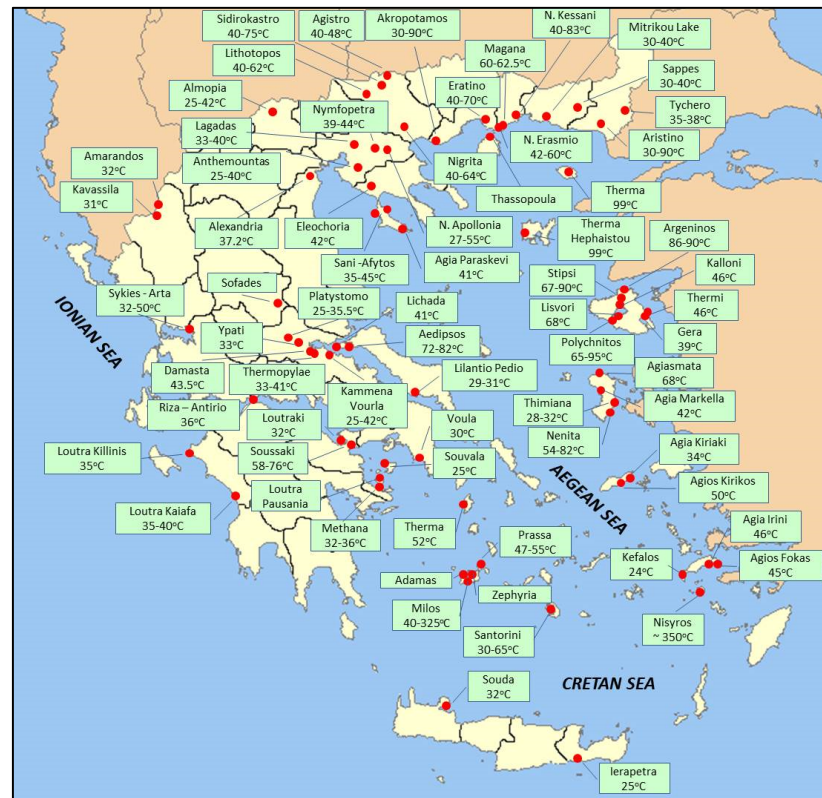 Sidirokastro
40-75°C
Agistro
40-48°C
Akropotamos
30-90°C
N. Kessani
40-83°C
Mitrikou Lake
30-40°C
Lithotopos
40-62°C
Magana
60-62.5°C
Sappes
30-40°C
Almopia
25-42°C
Nymfopetra
39-44°C
Eratino
40-70°C
Tychero
35-38°C
Lagadas
33-40°C
N. Erasmio
42-60°C
Aristino
30-90°C
Amarandos
32°C
Anthemountas
25-40°C
Nigrita
40-64°C
Kavassila
31°C
Thassopoula
Therma
99°C
Alexandria
37.2°C
Eleochoria
42°C
N. Apollonia
27-55°C
Therma
Hephaistou
99°C
Argeninos
86-90°C
Sani -Afytos
35-45°C
Agia Paraskevi
41°C
Kalloni
46°C
Stipsi
67-90°C
Sofades
Platystomo
25-35.5°C
Lichada
41°C
Lisvori
68°C
Thermi
46°C
Sykies - Arta
32-50°C
IONIAN SEA
Ypati
33°C
Aedipsos
72-82°C
Gera
39°C
Polychnitos
65-95°C
Damasta
43.5°C
Thermopylae
33-41°C
Lilantio Pedio
29-31°C
Agiasmata
68°C
Kammena
Vourla
25-42°C
Thimiana
28-32°C
Agia Markella
42°C
Riza – Antirio
36°C
Loutraki
32°C
Voula
30°C
Nenita
54-82°C
Loutra Killinis
35°C
Soussaki
58-76°C
Souvala
25°C
Agia Kiriaki
34°C
AEGEAN SEA
Agios Kirikos
50°C
Loutra
Pausania
Loutra Kaiafa
35-40°C
Methana
32-36°C
Therma
52°C
Prassa
47-55°C
Agia Irini
46°C
Kefalos
24°C
Agios Fokas
45°C
Adamas
Zephyria
Milos
40-325°C
Nisyros
~ 350°C
Santorini
30-65°C
CRETAN SEA
Souda
32°C
Ierapetra
25°C